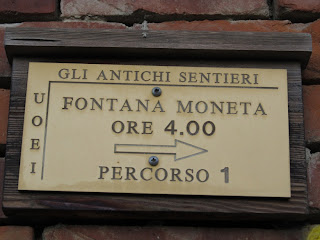 GLI ANTICHI SENTIERI
UOEI
FONTANA MONETA
ORE 4.00
PERCORSO 1